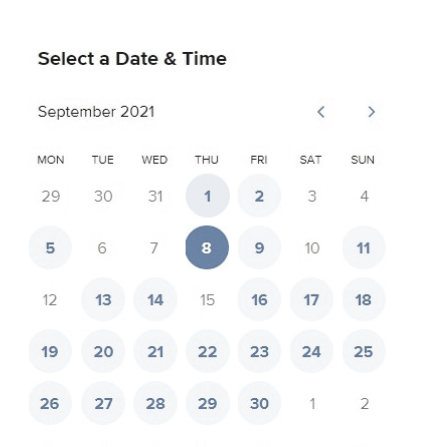 Select a Date & Time
September 2021
MON TUE WED THU FRI SAT SUN
29 30 31 1 2 3 4
5 6 7 8 9 10 11
12 13 14 15 16 17 18
19 20 21 22 23 24 25
26 27 28 29 30 1 2